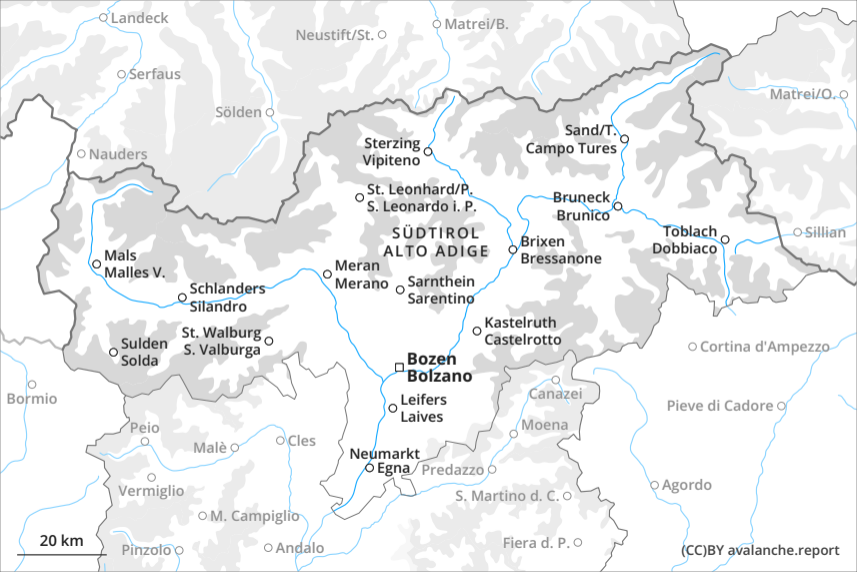 Landeck
Matrei/B.
Neustift/St.
Serfaus
Matrei/O.
Sölden
Sand/T.
Campo Tures
Sterzing
Vipiteno
Nauders
St. Leonhard/P.
S. Leonardo i. P.
Bruneck
Brunico
SÜDTIROL
ALTO ADIGE
Toblach
Dobbiaco
Sillian
Brixen
Bressanone
Mals
Malles V.
Meran
Merano
Sarnthein
Sarentino
Schlanders
Silandro
Kastelruth
Castelrotto
St. Walburg
S. Valburga
Sulden
Solda
Cortina d'Ampezzo
Bozen
Bolzano
Bormio
Canazei
Leifers
Laives
Pieve di Cadore
Peio
Moena
Cles
Malè
Neumarkt
Egna
Predazzo
Vermiglio
Agordo
S. Martino d. C.
M. Campiglio
20 km
Pinzolo
Andalo
Fiera d. P.
(CC)BY avalanche.report